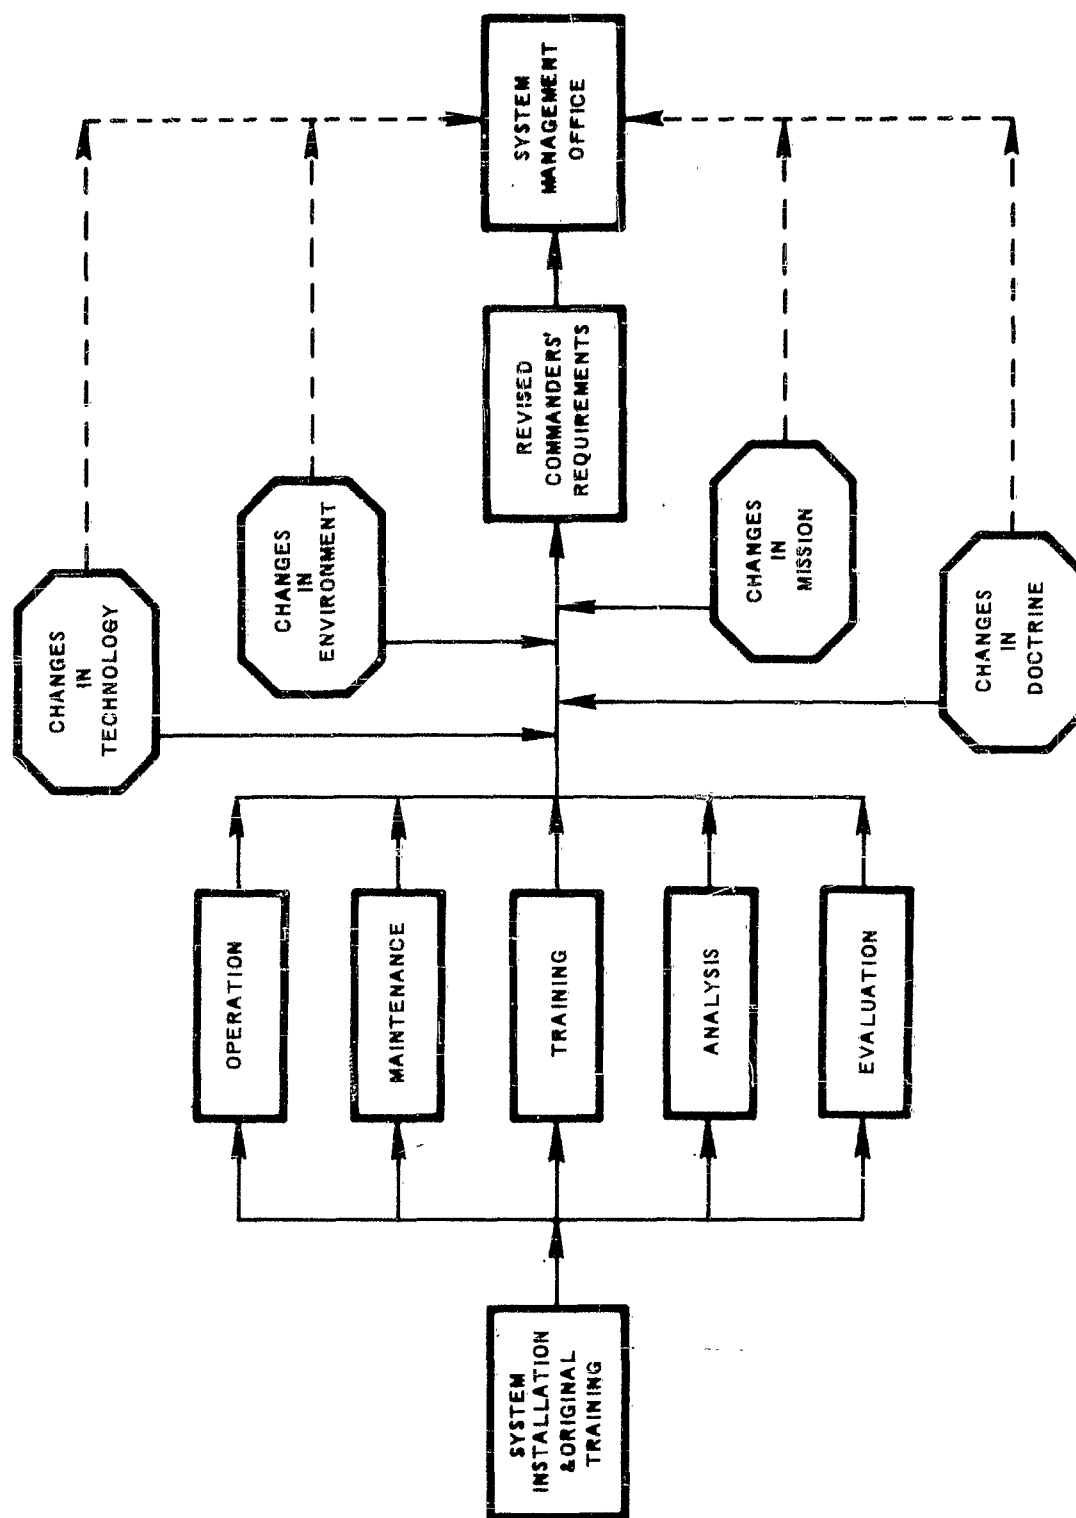 SYSTEM
INSTALLATION
&ORIGINAL
TRAINING
OPERATION
MAINTENANCE
TRAINING
ANALYSIS
EVALUATION
CHANGES
IN
TECHNOLOGY
CHANGES
IN
ENVIRONMENT
CHANGES
IN
MISSION
CHANGES
IN
DOCTRINE
REVISED
COMMANDERS'
REQUIREMENTS
SYSTEM
MANAGEMENT
OFFICE